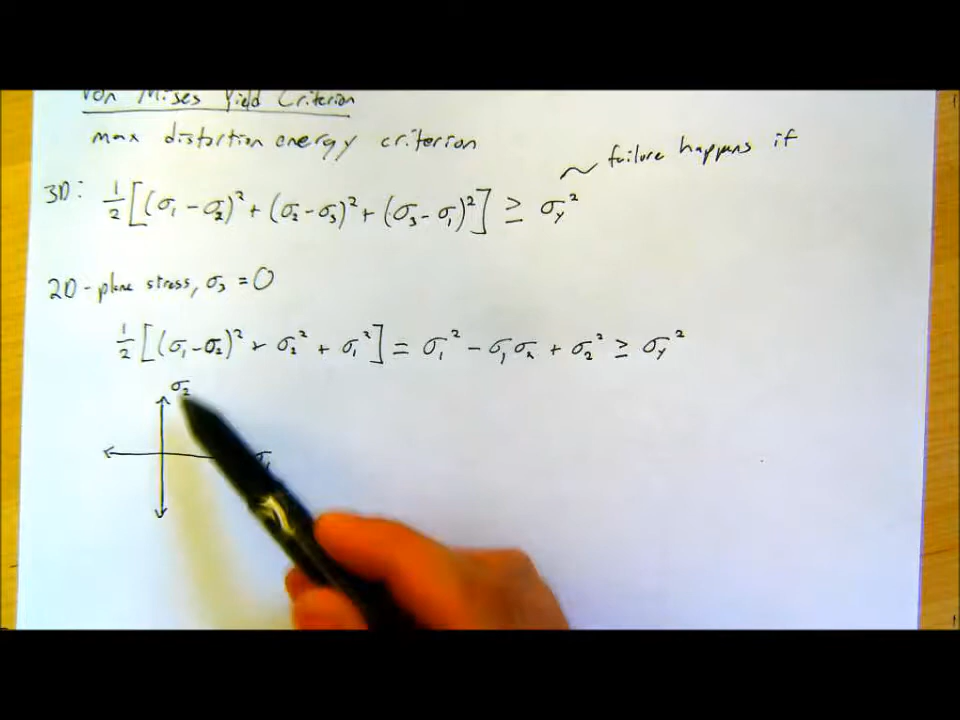 Von Mises Yield Criterion
max distortion energy criterion
failure happens if
3D: 1/2 [(σ₁ - σ₂)² + (σ₂ - σ₃)² + (σ₃ - σ₁)²] ≥ σ_y²
2D - plane stress, σ₃ = 0
1/2 [(σ₁ - σ₂)² + σ₂² + σ₁²] = σ₁² - σ₁σ₂ + σ₂² ≥ σ_y²
σ₂
σ₁